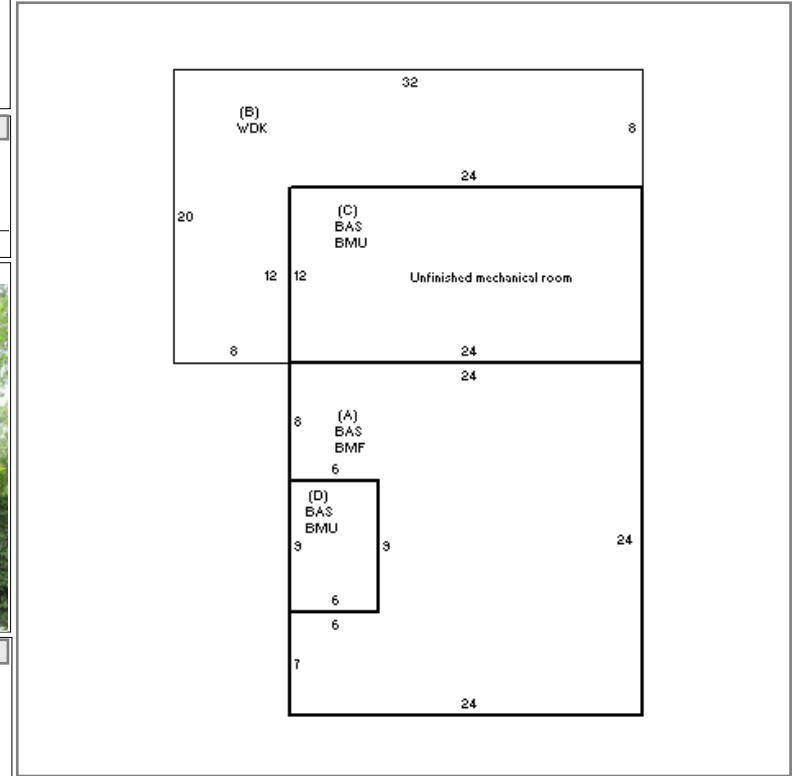 32
(B)
WDK
8
24
20
(C)
BAS
BMU
12
12
Unfinished mechanical room
8
24
24
8
(A)
BAS
BMF
6
(D)
BAS
BMU
9
9
24
6
6
7
24